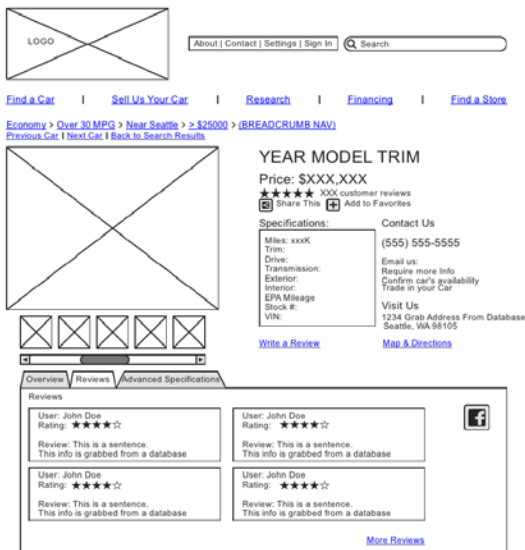 LOGO
About | Contact | Settings | Sign In
Search
Find a Car | Sell Us Your Car | Research | Financing | Find a Store
Economy > Over 30 MPG > Near Seattle > > $25000 > (BREADCRUMB NAV)
Previous Car | Next Car | Back to Search Results
YEAR MODEL TRIM
Price: $XXX,XXX
★★★★★ XXX customer reviews
Share This Add to Favorites
Specifications:
Miles: xxxK
Trim:
Drive:
Transmission:
Exterior:
Interior:
EPA Mileage
Stock #:
VIN:
Write a Review
Contact Us
(555) 555-5555
Email us:
Require more Info
Confirm car's availability
Trade in your Car
Visit Us
1234 Grab Address From Database
Seattle, WA 98105
Map & Directions
Overview Reviews Advanced Specifications
Reviews
User: John Doe
Rating: ★★★★☆
Review: This is a sentence.
This info is grabbed from a database
User: John Doe
Rating: ★★★★☆
Review: This is a sentence.
This info is grabbed from a database
User: John Doe
Rating: ★★★★☆
Review: This is a sentence.
This info is grabbed from a database
User: John Doe
Rating: ★★★★☆
Review: This is a sentence.
This info is grabbed from a database
f
More Reviews